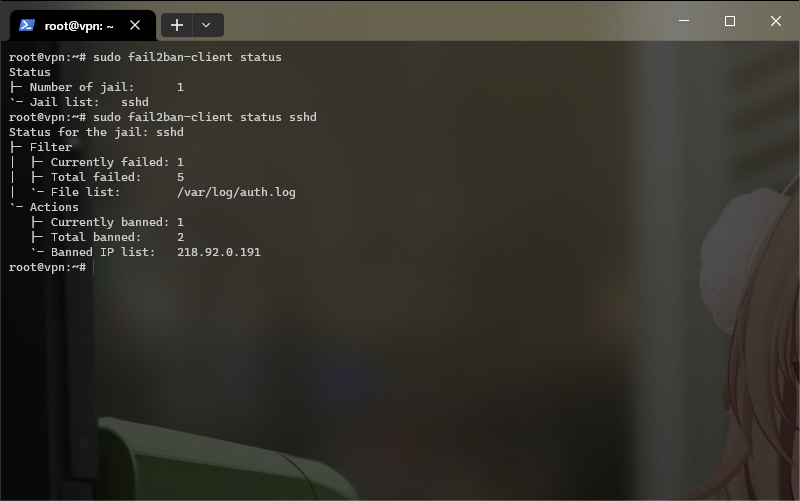 root@vpn: ~
root@vpn:~# sudo fail2ban-client status
Status
├─ Number of jail:      1
`─ Jail list:   sshd
root@vpn:~# sudo fail2ban-client status sshd
Status for the jail: sshd
├─ Filter
│  ├─ Currently failed: 1
│  ├─ Total failed:     5
│  `─ File list:        /var/log/auth.log
`─ Actions
   ├─ Currently banned: 1
   ├─ Total banned:     2
   `─ Banned IP list:   218.92.0.191
root@vpn:~#